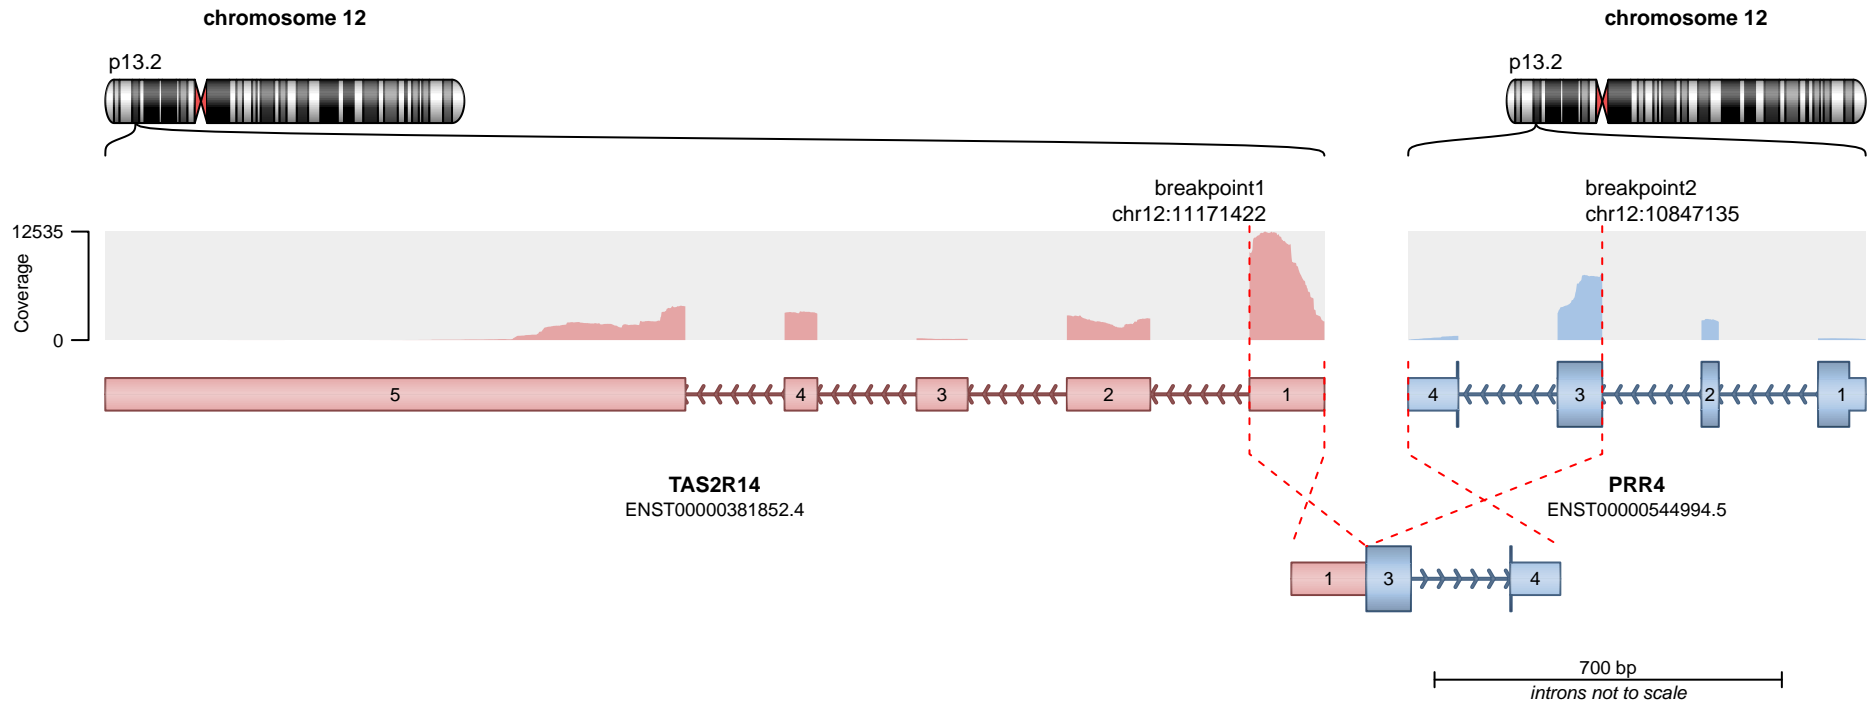 chromosome 12
chromosome 12
p13.2
p13.2
breakpoint1
chr12:11171422
breakpoint2
chr12:10847135
12535
Coverage
0
5
4
3
2
1
4
3
2
1
TAS2R14
ENST00000381852.4
PRR4
ENST00000544994.5
1
3
4
700 bp
introns not to scale